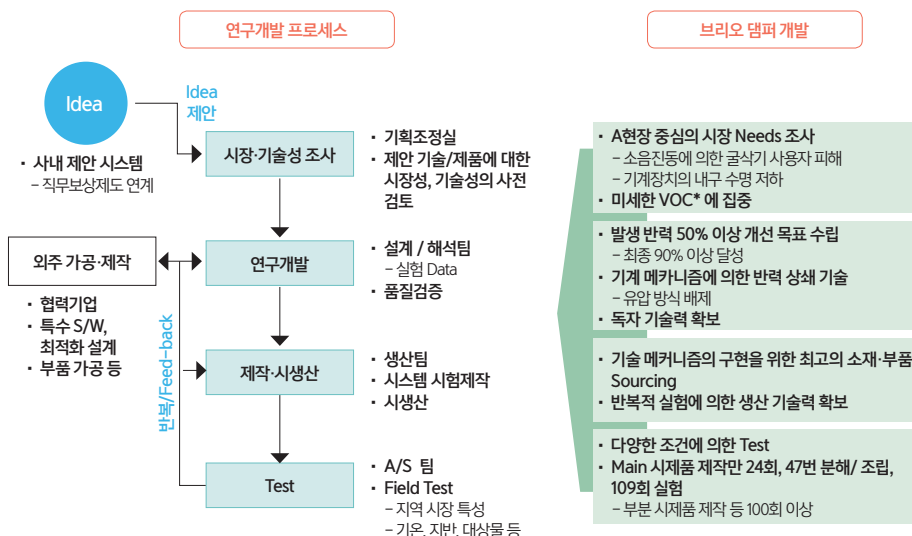 연구개발 프로세스
브리오 댐퍼 개발
Idea
Idea
제안
• 사내 제안 시스템
– 직무보상제도 연계
시장·기술성 조사
• 기획조정실
• 제안 기술/제품에 대한
시장성, 기술성의 사전
검토
외주 가공·제작
• 협력기업
• 특수 S/W,
최적화 설계
• 부품 가공 등
반복/Feed-back
연구개발
• 설계 / 해석팀
– 실험 Data
• 품질검증
제작·시생산
• 생산팀
• 시스템 시험제작
• 시생산
Test
• A/S 팀
• Field Test
– 지역 시장 특성
– 기온, 지반, 대상물 등
• A현장 중심의 시장 Needs 조사
– 소음진동에 의한 굴삭기 사용자 피해
– 기계장치의 내구 수명 저하
• 미세한 VOC* 에 집중
• 발생 반력 50% 이상 개선 목표 수립
– 최종 90% 이상 달성
• 기계 메카니즘에 의한 반력 상쇄 기술
– 유압 방식 배제
• 독자 기술력 확보
• 기술 메커니즘의 구현을 위한 최고의 소재·부품
Sourcing
• 반복적 실험에 의한 생산 기술력 확보
• 다양한 조건에 의한 Test
• Main 시제품 제작만 24회, 47번 분해/ 조립,
109회 실험
– 부분 시제품 제작 등 100회 이상